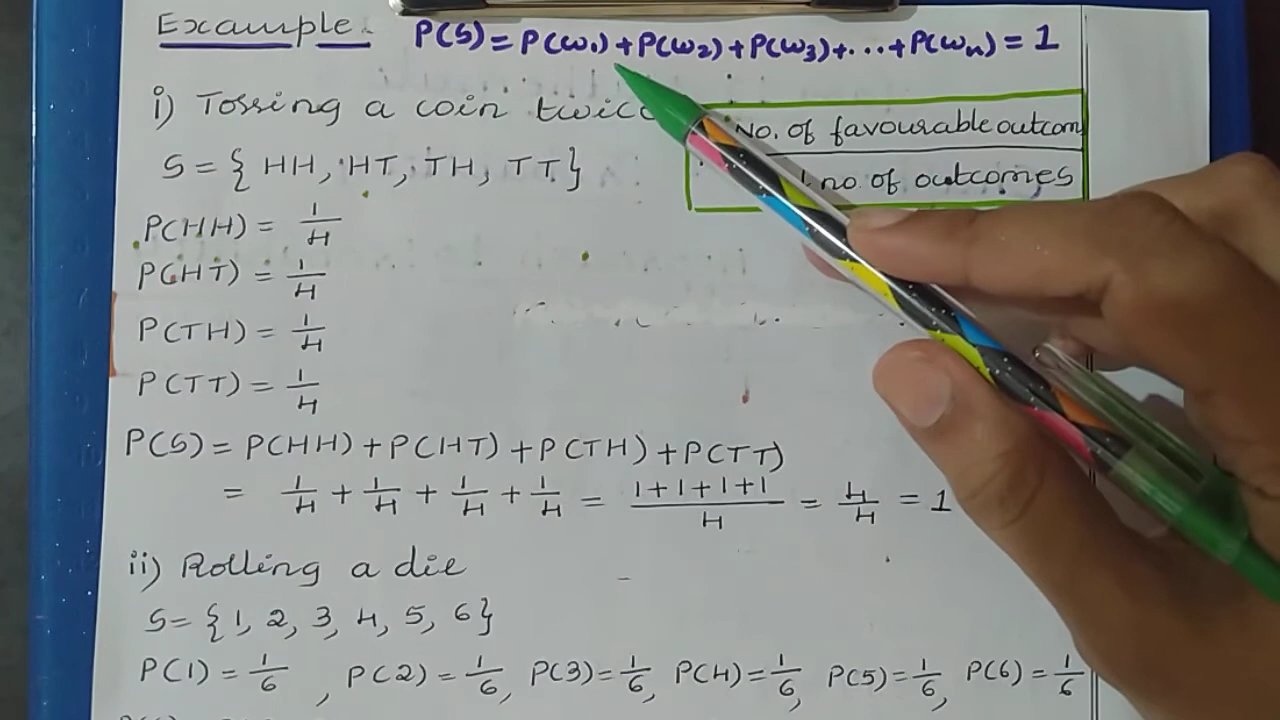 Example. P(S) = P(ω₁) + P(ω₂) + P(ω₃) + ... + P(ωₙ) = 1
i) Tossing a coin twice
No. of favourable outcom
no. of outcomes
S = { HH, HT, TH, TT }
P(HH) = 1/4
P(HT) = 1/4
P(TH) = 1/4
P(TT) = 1/4
P(S) = P(HH) + P(HT) + P(TH) + P(TT)
= 1/4 + 1/4 + 1/4 + 1/4 = (1+1+1+1)/4 = 4/4 = 1
ii) Rolling a die
S = {1, 2, 3, 4, 5, 6}
P(1) = 1/6, P(2) = 1/6, P(3) = 1/6, P(4) = 1/6, P(5) = 1/6, P(6) = 1/6